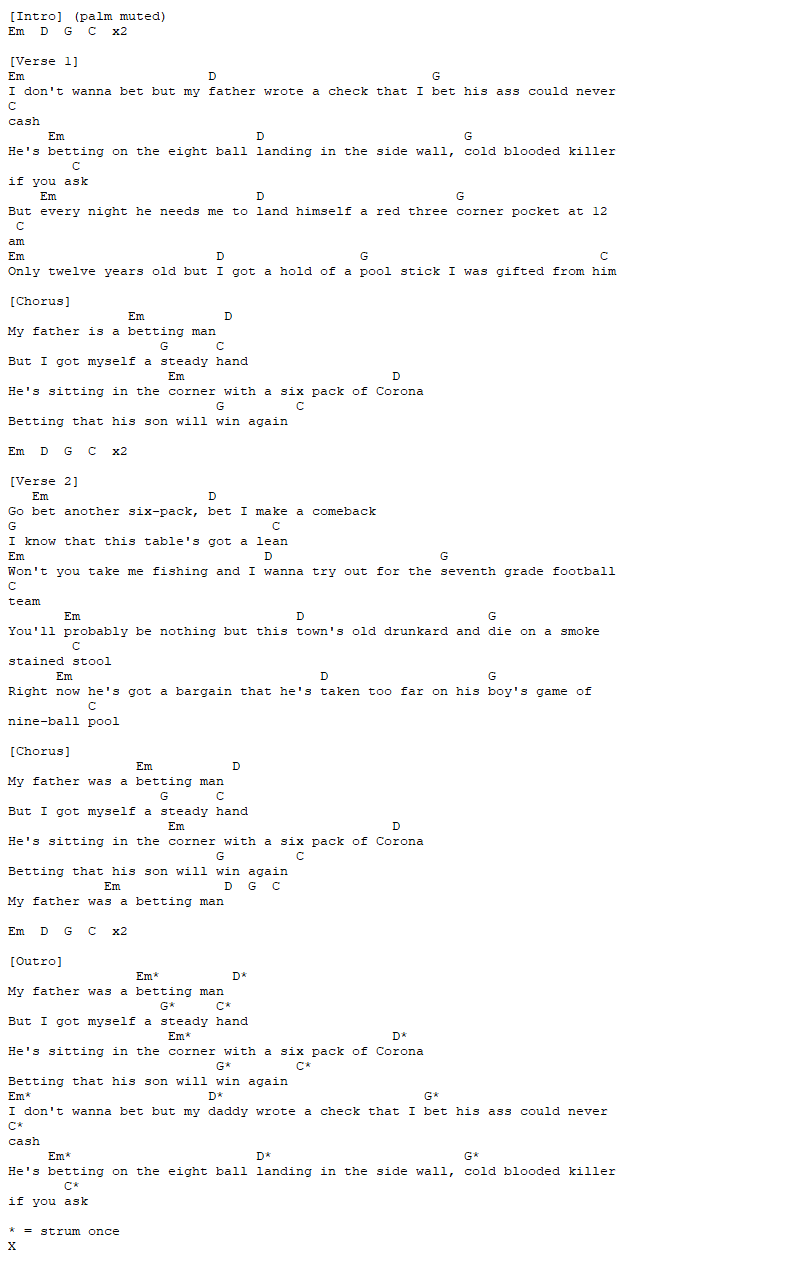 [Intro] (palm muted)
Em  D  G  C  x2

[Verse 1]
Em                       D                           G
I don't wanna bet but my father wrote a check that I bet his ass could never
C
cash
     Em                        D                         G
He's betting on the eight ball landing in the side wall, cold blooded killer
        C
if you ask
    Em                         D                        G
But every night he needs me to land himself a red three corner pocket at 12
 C
am
Em                        D                 G                             C
Only twelve years old but I got a hold of a pool stick I was gifted from him

[Chorus]
               Em          D
My father is a betting man
                   G      C
But I got myself a steady hand
                    Em                          D
He's sitting in the corner with a six pack of Corona
                          G         C
Betting that his son will win again

Em  D  G  C  x2

[Verse 2]
   Em                    D
Go bet another six-pack, bet I make a comeback
G                                C
I know that this table's got a lean
Em                              D                     G
Won't you take me fishing and I wanna try out for the seventh grade football
C
team
       Em                           D                       G
You'll probably be nothing but this town's old drunkard and die on a smoke
        C
stained stool
      Em                               D                    G
Right now he's got a bargain that he's taken too far on his boy's game of
          C
nine-ball pool

[Chorus]
                Em          D
My father was a betting man
                   G      C
But I got myself a steady hand
                    Em                          D
He's sitting in the corner with a six pack of Corona
                          G         C
Betting that his son will win again
            Em             D  G  C
My father was a betting man

Em  D  G  C  x2

[Outro]
                Em*         D*
My father was a betting man
                   G*     C*
But I got myself a steady hand
                    Em*                         D*
He's sitting in the corner with a six pack of Corona
                          G*        C*
Betting that his son will win again
Em*                      D*                         G*
I don't wanna bet but my daddy wrote a check that I bet his ass could never
C*
cash
     Em*                       D*                        G*
He's betting on the eight ball landing in the side wall, cold blooded killer
       C*
if you ask

* = strum once
X